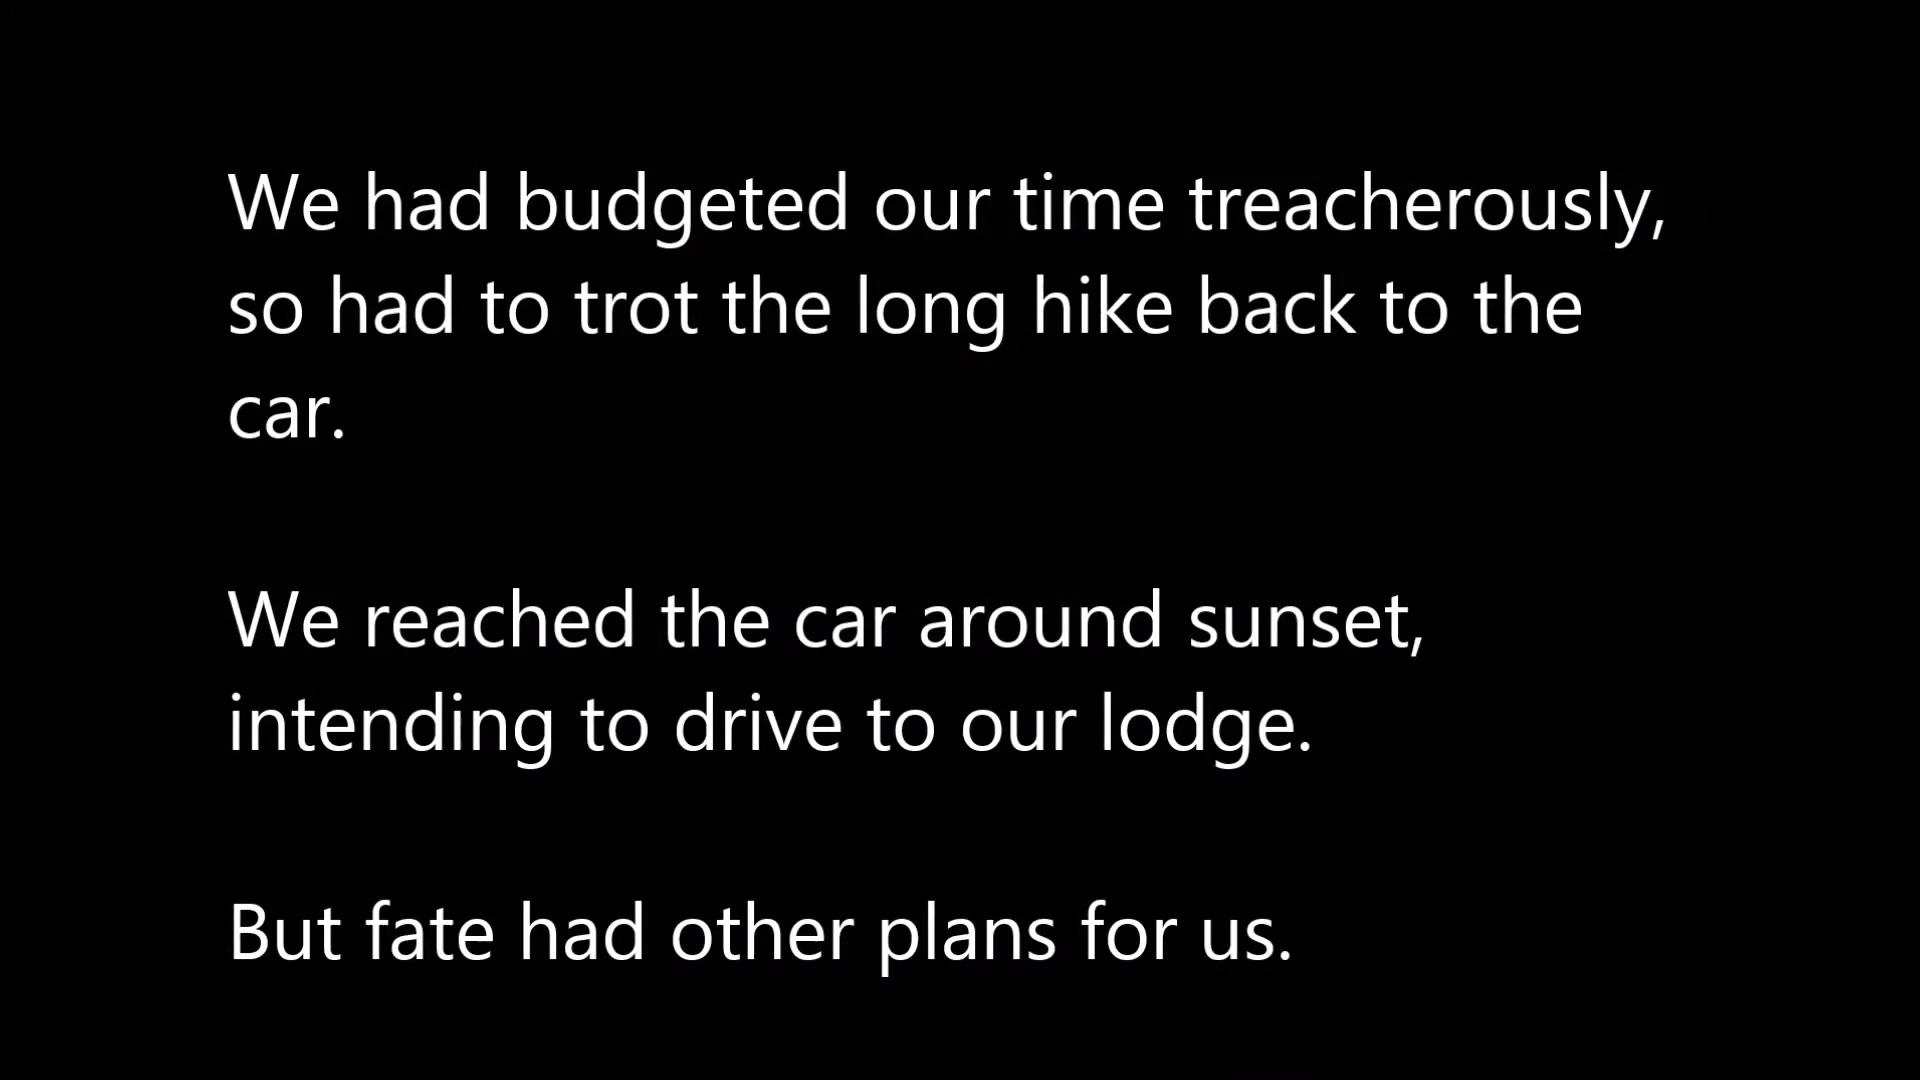 We had budgeted our time treacherously,
so had to trot the long hike back to the
car.
We reached the car around sunset,
intending to drive to our lodge.
But fate had other plans for us.